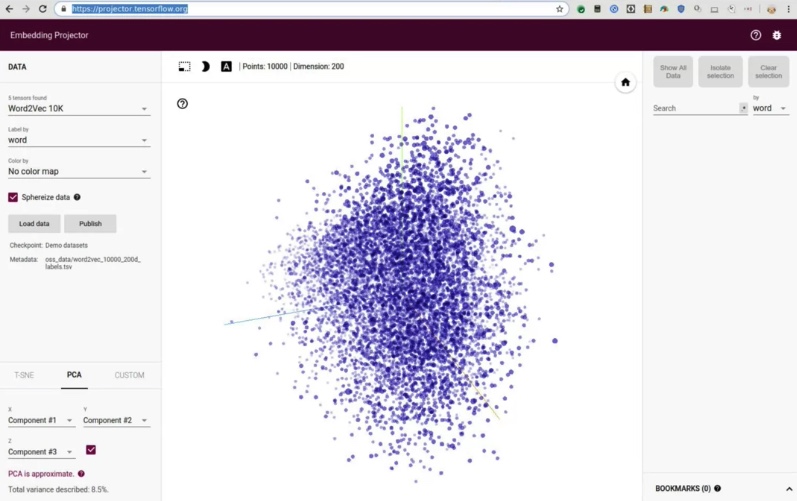 https://projector.tensorflow.org
Embedding Projector
DATA
5 tensors found
Word2Vec 10K
Label by
word
Color by
No color map
Sphereize data
Load data
Publish
Checkpoint: Demo datasets
Metadata: oss_data/word2vec_10000_200d_
labels.tsv
T-SNE
PCA
CUSTOM
X
Component #1
Y
Component #2
Z
Component #3
PCA is approximate.
Total variance described: 8.5%.
A
Points: 10000 | Dimension: 200
Show All
Data
Isolate
selection
Clear
selection
Search
by
word
BOOKMARKS (0)